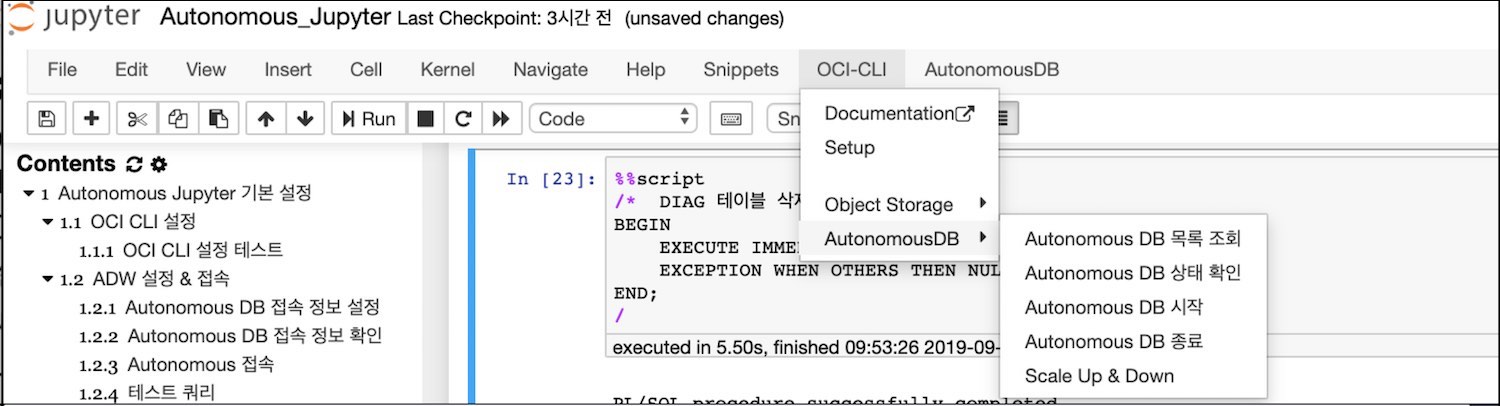 jupyter Autonomous_Jupyter Last Checkpoint: 3시간 전 (unsaved changes)
File Edit View Insert Cell Kernel Navigate Help Snippets OCI-CLI AutonomousDB
Run Code
Documentation
Setup
Object Storage
AutonomousDB
Autonomous DB 목록 조회
Autonomous DB 상태 확인
Autonomous DB 시작
Autonomous DB 종료
Scale Up & Down
Contents
1 Autonomous Jupyter 기본 설정
1.1 OCI CLI 설정
1.1.1 OCI CLI 설정 테스트
1.2 ADW 설정 & 접속
1.2.1 Autonomous DB 접속 정보 설정
1.2.2 Autonomous DB 접속 정보 확인
1.2.3 Autonomous 접속
1.2.4 테스트 쿼리
In [23]:
%%script
/* DIAG 테이블
BEGIN
EXECUTE
EXCEPTION WHEN OTHERS THEN
END;
/
executed in 5.50s, finished 09:53:26 2019-09-
PL/SQL procedure successfully completed